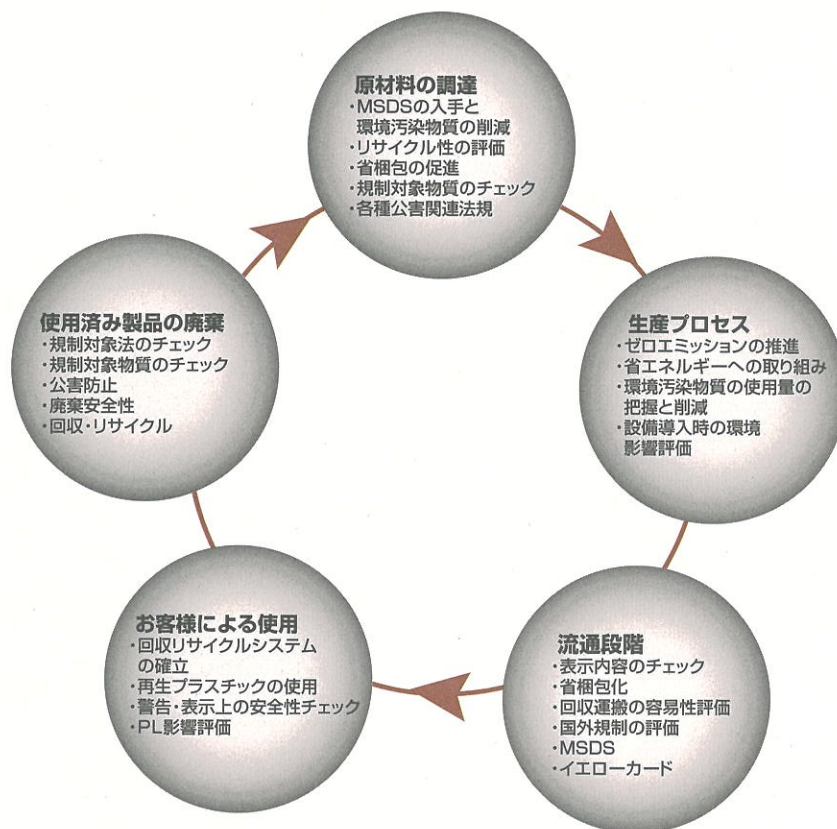 原材料の調達
・MSDSの入手と
環境汚染物質の削減
・リサイクル性の評価
・省梱包の促進
・規制対象物質のチェック
・各種公害関連法規
生産プロセス
・ゼロエミッションの推進
・省エネルギーへの取り組み
・環境汚染物質の使用量の
把握と削減
・設備導入時の環境
影響評価
流通段階
・表示内容のチェック
・省梱包化
・回収運搬の容易性評価
・国外規制の評価
・MSDS
・イエローカード
お客様による使用
・回収リサイクルシステム
の確立
・再生プラスチックの使用
・警告・表示上の安全性チェック
・PL影響評価
使用済み製品の廃棄
・規制対象法のチェック
・規制対象物質のチェック
・公害防止
・廃棄安全性
・回収・リサイクル